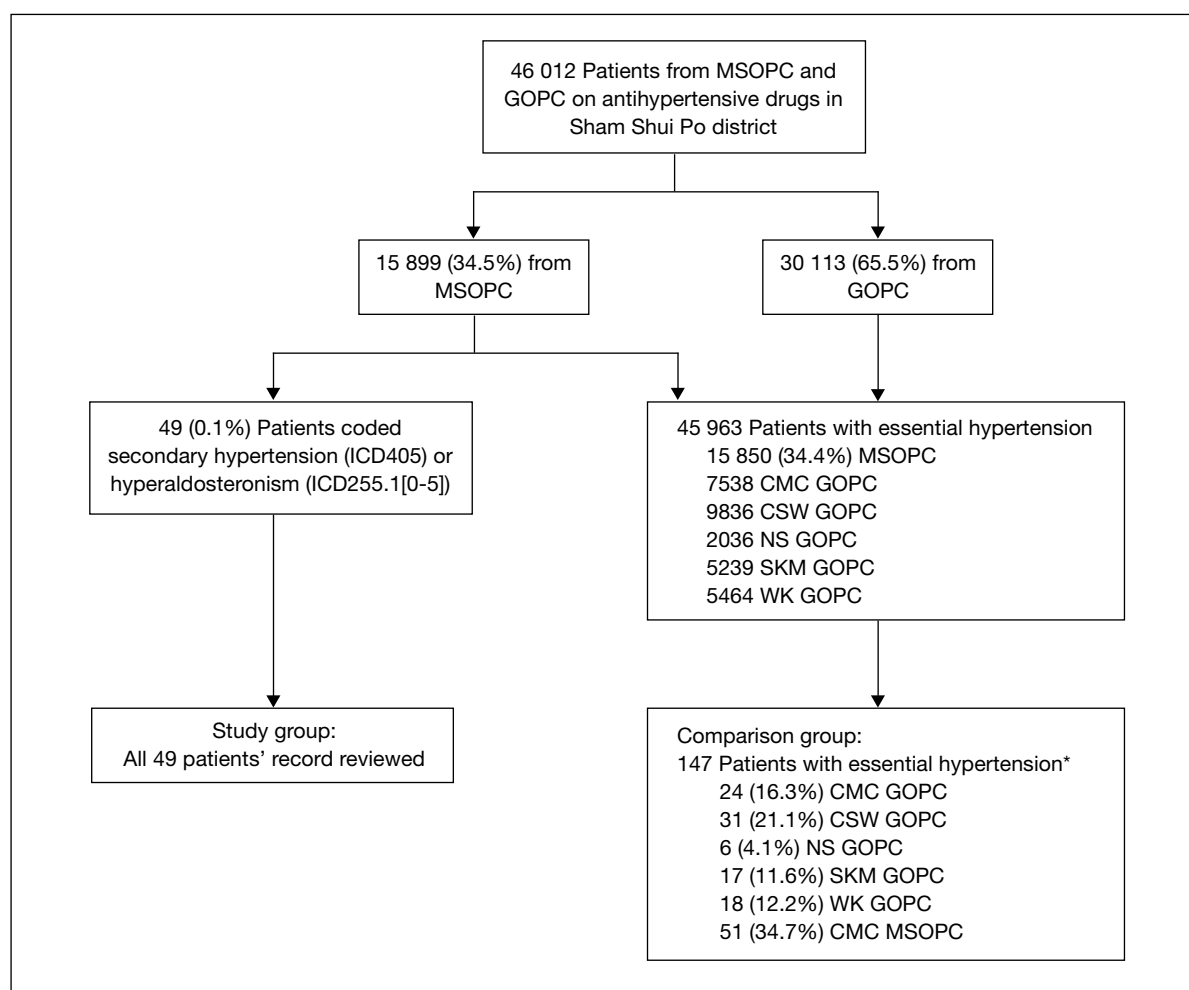 46 012 Patients from MSOPC and
GOPC on antihypertensive drugs in
Sham Shui Po district
15 899 (34.5%) from
MSOPC
30 113 (65.5%) from
GOPC
49 (0.1%) Patients coded
secondary hypertension (ICD405) or
hyperaldosteronism (ICD255.1[0-5])
45 963 Patients with essential hypertension
15 850 (34.4%) MSOPC
7538 CMC GOPC
9836 CSW GOPC
2036 NS GOPC
5239 SKM GOPC
5464 WK GOPC
Study group:
All 49 patients’ record reviewed
Comparison group:
147 Patients with essential hypertension*
24 (16.3%) CMC GOPC
31 (21.1%) CSW GOPC
6 (4.1%) NS GOPC
17 (11.6%) SKM GOPC
18 (12.2%) WK GOPC
51 (34.7%) CMC MSOPC